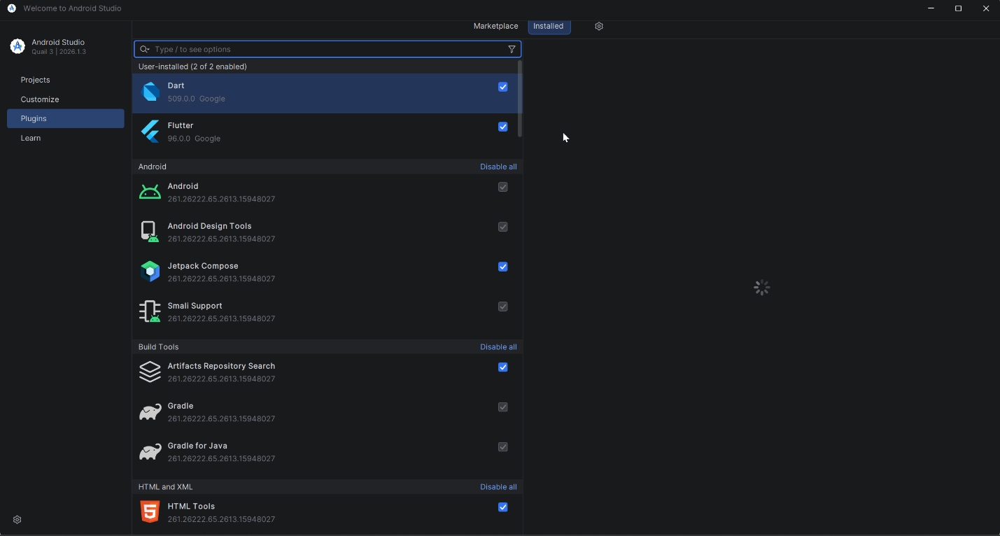 Welcome to Android Studio
Android Studio
Quail 3 | 2026.1.3
Projects
Customize
Plugins
Learn
Marketplace
Installed
Type / to see options
User-installed (2 of 2 enabled)
Dart
509.0.0 Google
Flutter
96.0.0 Google
Android Disable all
Android
261.26222.65.2613.15948027
Android Design Tools
261.26222.65.2613.15948027
Jetpack Compose
261.26222.65.2613.15948027
Smali Support
261.26222.65.2613.15948027
Build Tools Disable all
Artifacts Repository Search
261.26222.65.2613.15948027
Gradle
261.26222.65.2613.15948027
Gradle for Java
261.26222.65.2613.15948027
HTML and XML Disable all
HTML Tools
261.26222.65.2613.15948027